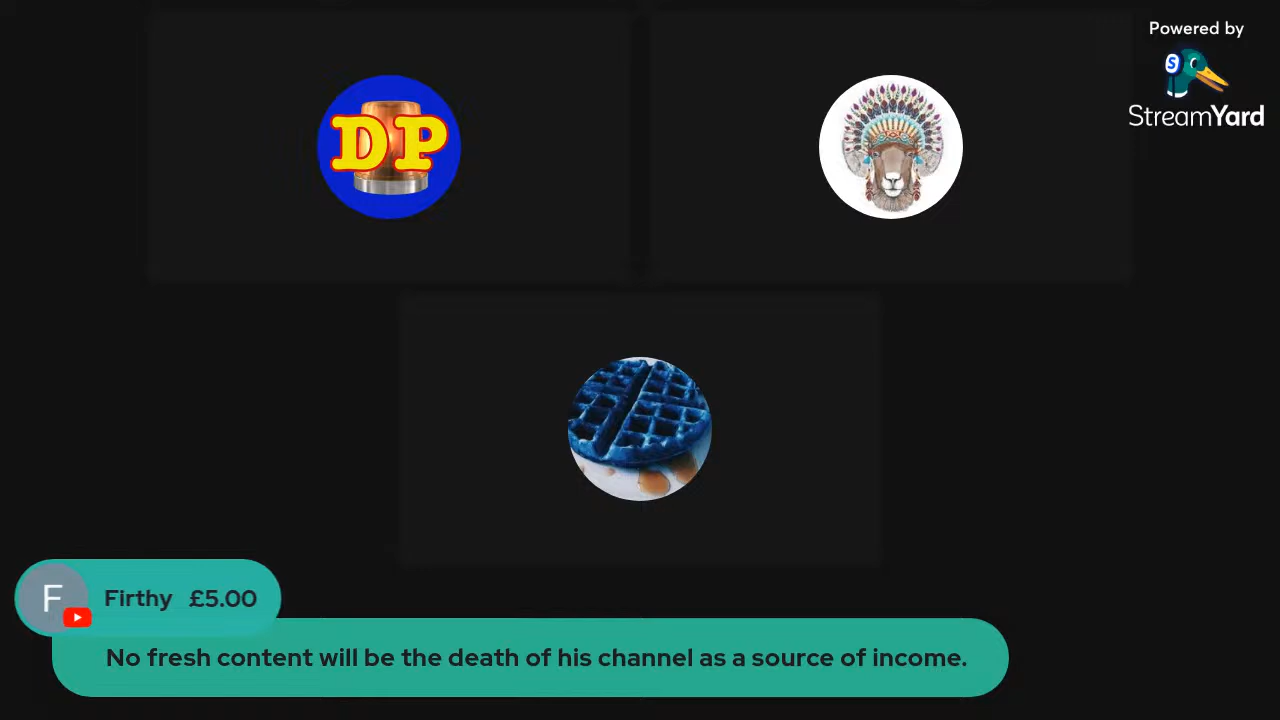 Powered by
S
StreamYard
DP
F
Firthy £5.00
No fresh content will be the death of his channel as a source of income.